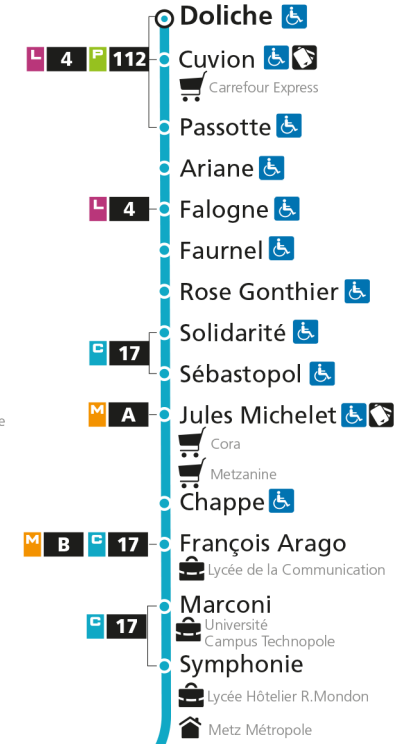 Doliche
L 4 P 112 Cuvion
Carrefour Express
Passotte
Ariane
L 4 Falogne
Faurnel
Rose Gonthier
Solidarité
C 17
Sébastopol
M A Jules Michelet
e
Cora
Metzanine
Chappe
M B C 17 François Arago
Lycée de la Communication
Marconi
C 17
Université
Campus Technopole
Symphonie
Lycée Hôtelier R.Mondon
Metz Métropole